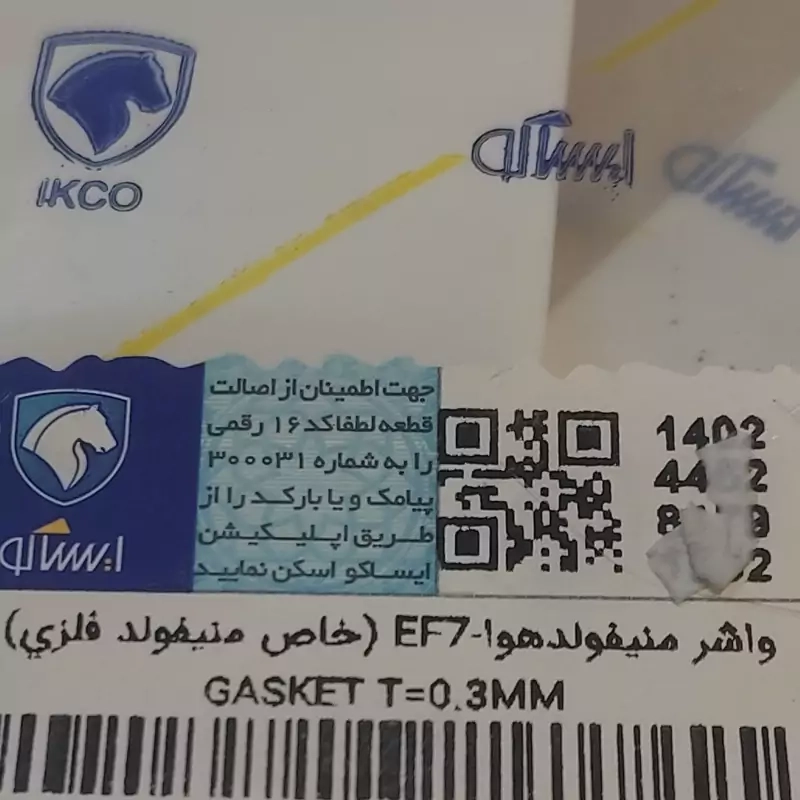 IKCO
ایساکو
ایساکو
جهت اطمینان از اصالت
قطعه لطفا کد ۱۶ رقمی
را به شماره ۳۰۰۰۳۱
پیامک و یا بارکد را از
طریق اپلیکیشن
ایساکو اسکن نمایید
ایساکو
1402
واشر منیفولد هوا-EF7 (خاص منیفولد فلزي)
GASKET T=0.3MM